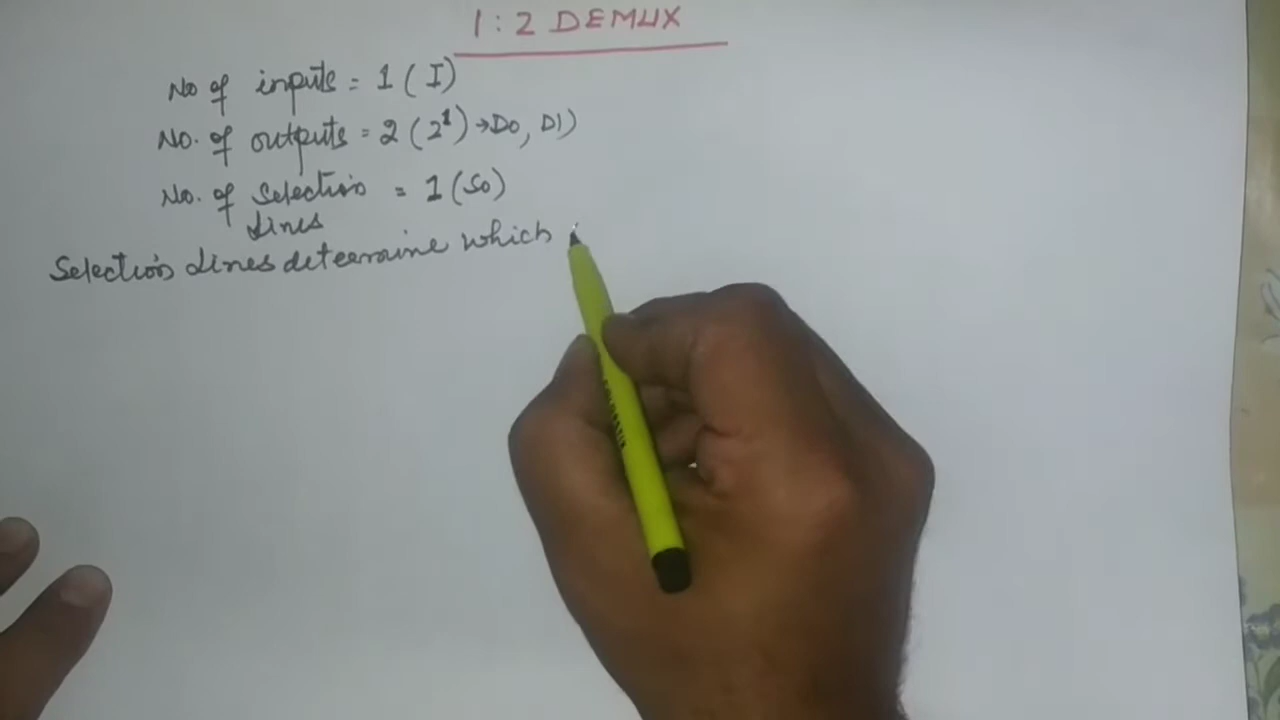 1 : 2 DEMUX
No of inputs = 1 ( I )
No. of outputs = 2 ( 2¹ ) → D0, D1)
No. of selection = 1 ( S0 )
lines
Selection lines determine which